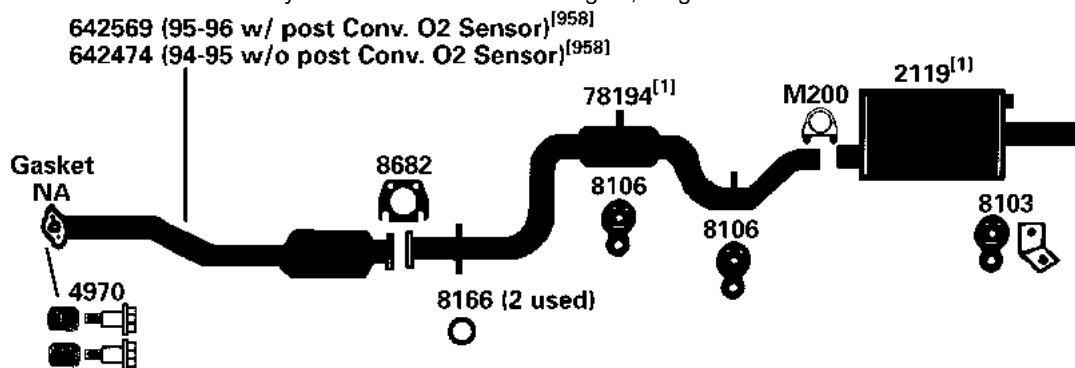 642569 (95-96 w/ post Conv. O2 Sensor)[958]
642474 (94-95 w/o post Conv. O2 Sensor)[958]
2119[1]
78194[1]
M200
Gasket
NA
8682
8106
8106
8103
4970
8166 (2 used)